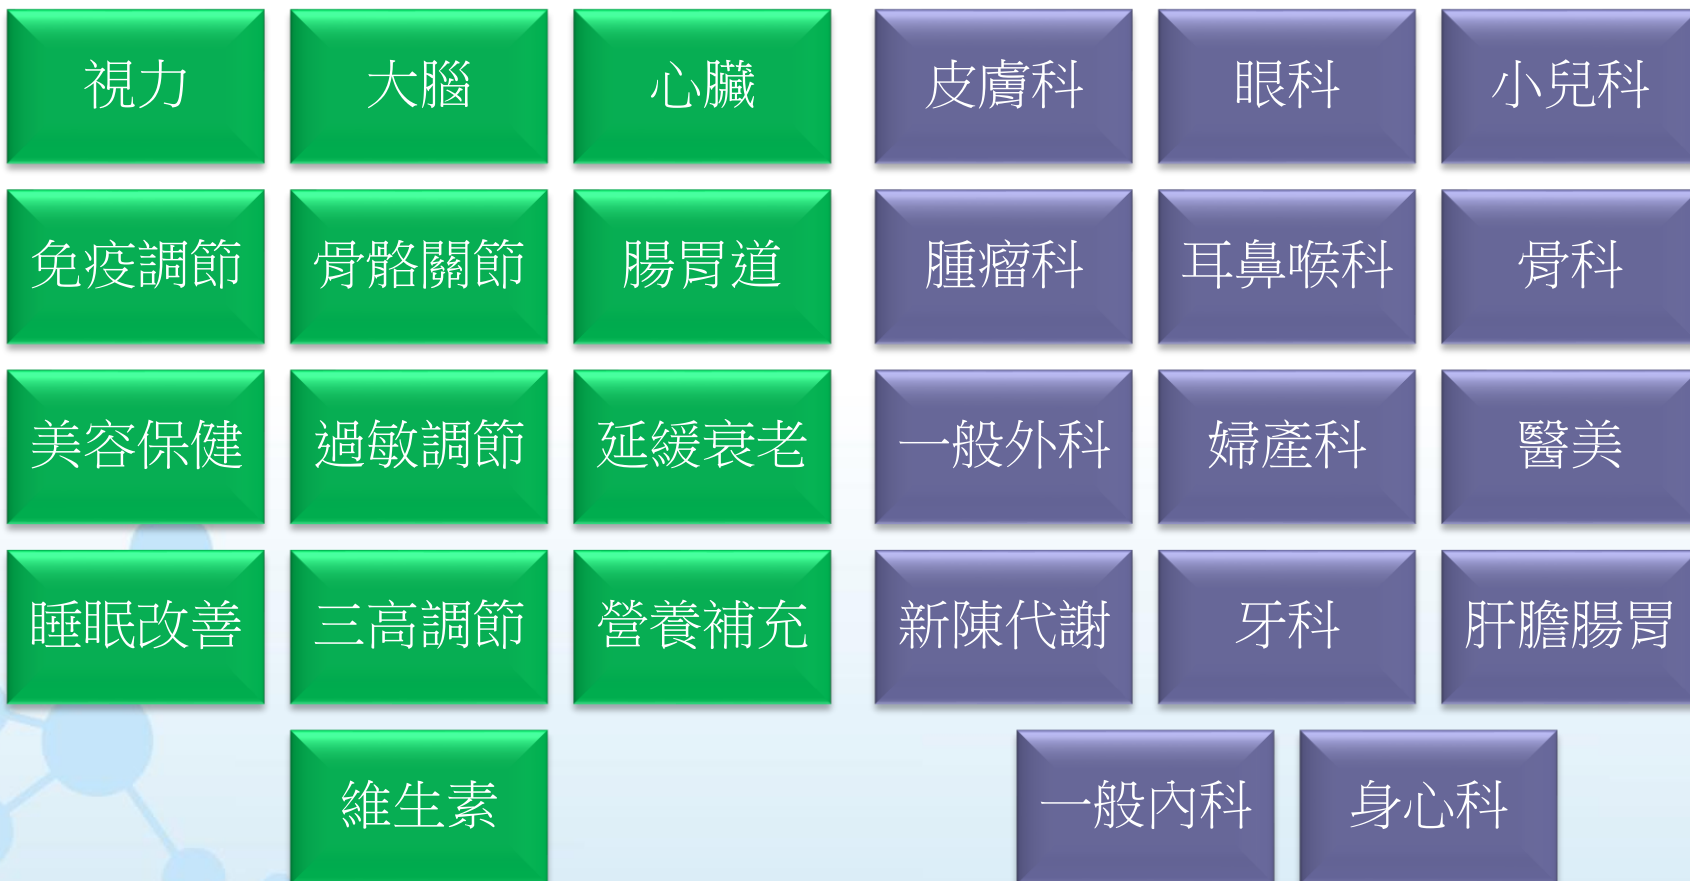 視力
大腦
心臟
免疫調節
骨骼關節
腸胃道
美容保健
過敏調節
延緩衰老
睡眠改善
三高調節
營養補充
維生素
皮膚科
眼科
小兒科
腫瘤科
耳鼻喉科
骨科
一般外科
婦產科
醫美
新陳代謝
牙科
肝膽腸胃
一般內科
身心科